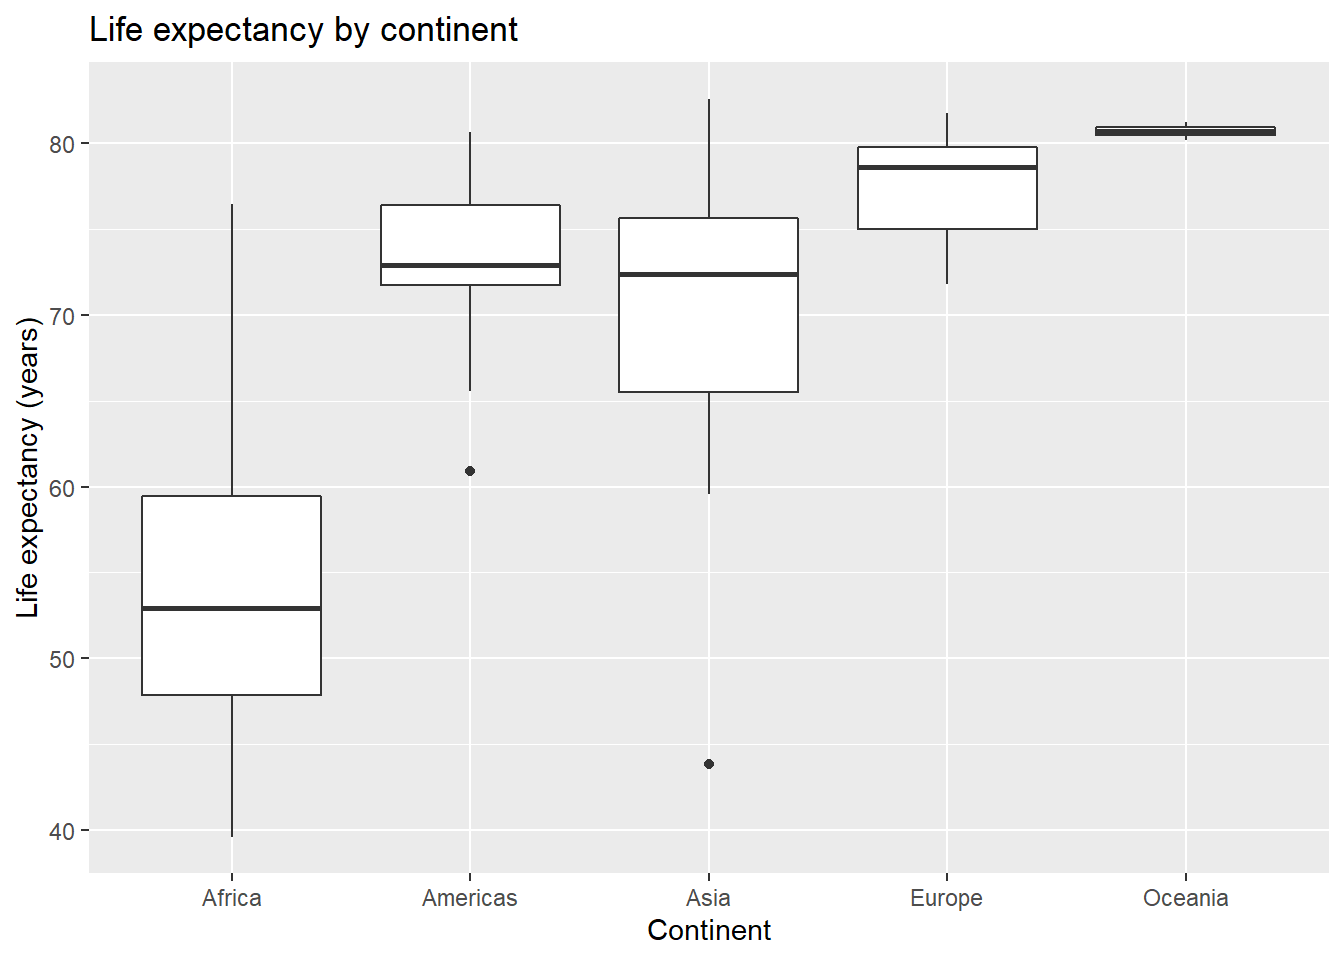 Life expectancy by continent
Life expectancy (years)
80
70
60
50
40
Africa Americas Asia Europe Oceania
Continent